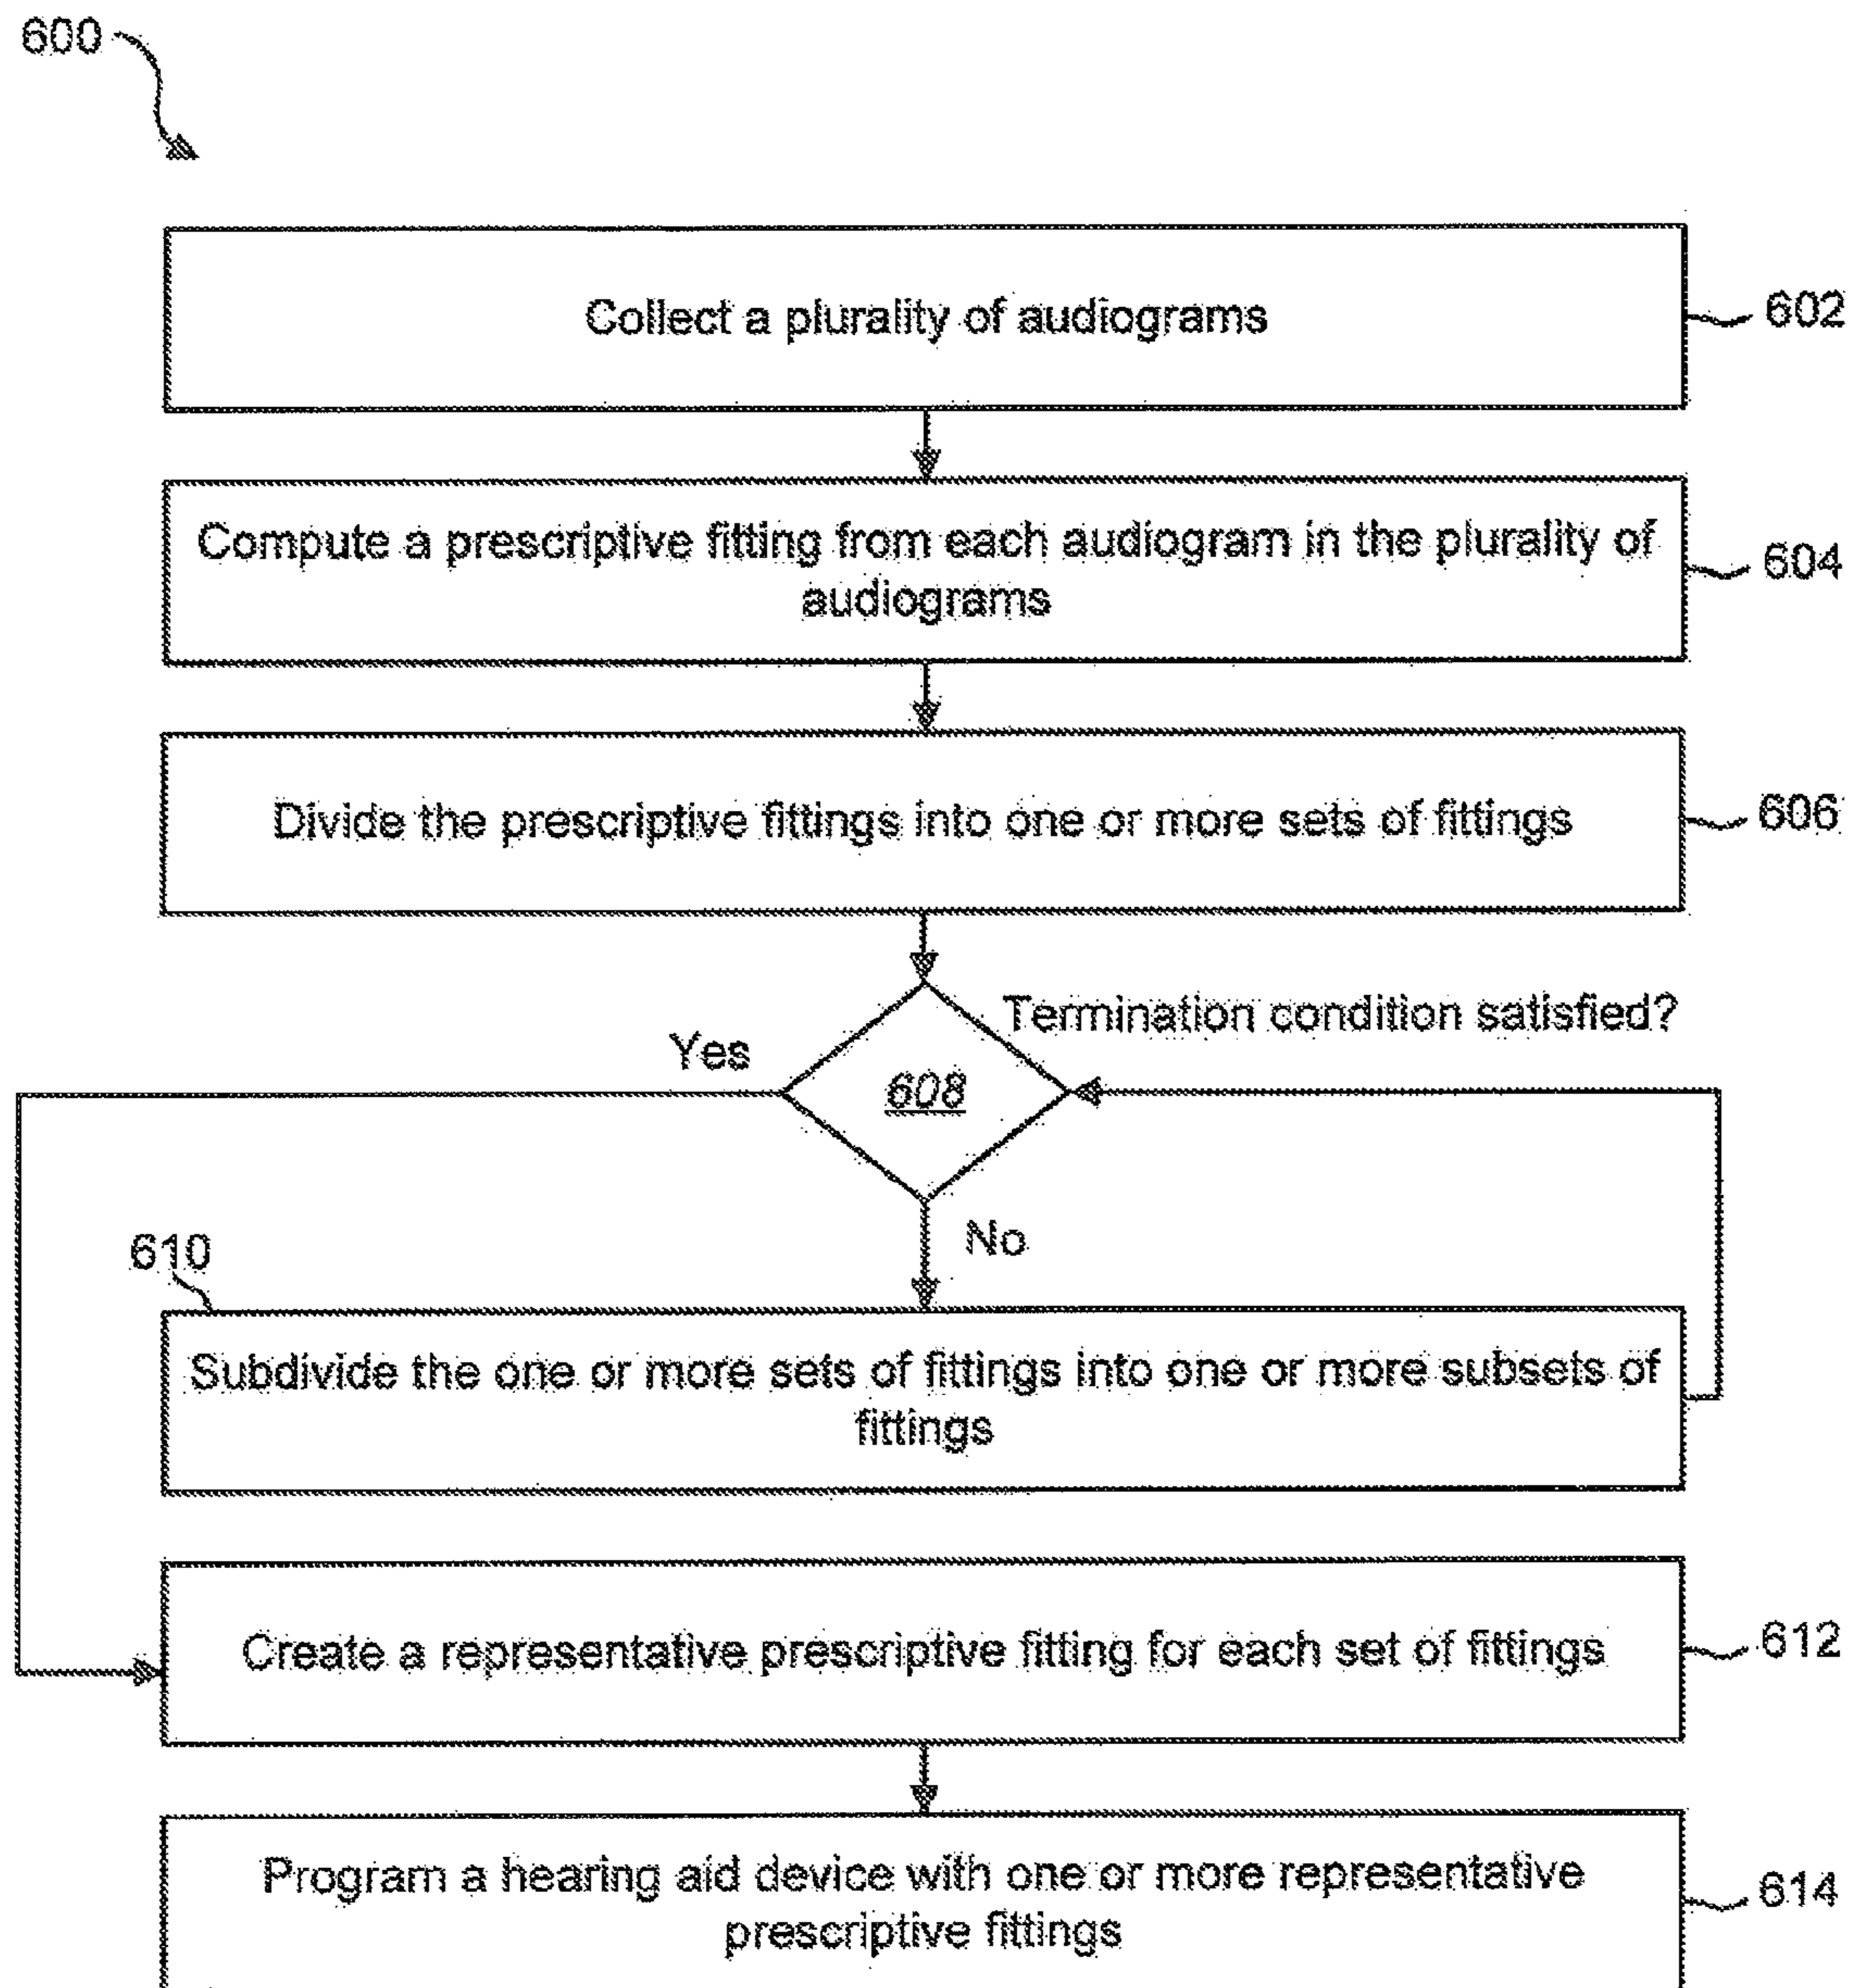 600
Collect a plurality of audiograms
602
Compute a prescriptive fitting from each audiogram in the plurality of
audiograms
604
Divide the prescriptive fittings into one or more sets of fittings
606
Termination condition satisfied?
Yes
608
No
610
Subdivide the one or more sets of fittings into one or more subsets of
fittings
Create a representative prescriptive fitting for each set of fittings
612
Program a hearing aid device with one or more representative
prescriptive fittings
614